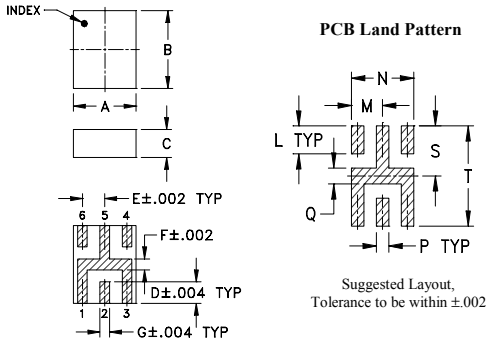 INDEX
B
A
C
E±.002 TYP
6 5 4
F±.002
D±.004 TYP
1 2 3
G±.004 TYP
PCB Land Pattern
N
M
L TYP
S
T
Q
P TYP
Suggested Layout,
Tolerance to be within ±.002